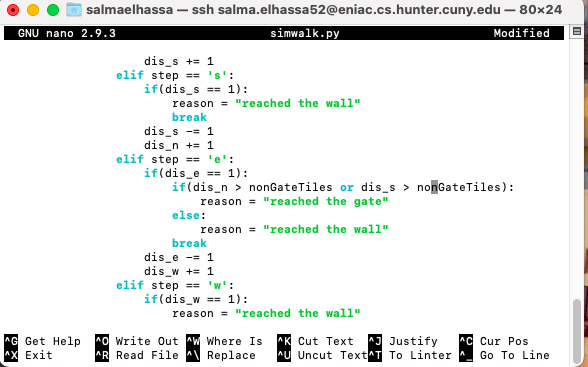 salmaelhassa — ssh salma.elhassa52@eniac.cs.hunter.cuny.edu — 80×24
GNU nano 2.9.3 simwalk.py Modified
dis_s += 1
elif step == 's':
if(dis_s == 1):
reason = "reached the wall"
break
dis_s -= 1
dis_n += 1
elif step == 'e':
if(dis_e == 1):
if(dis_n > nonGateTiles or dis_s > nonGateTiles):
reason = "reached the gate"
else:
reason = "reached the wall"
break
dis_e -= 1
dis_w += 1
elif step == 'w':
if(dis_w == 1):
reason = "reached the wall"
^G Get Help ^O Write Out ^W Where Is ^K Cut Text ^J Justify ^C Cur Pos
^X Exit ^R Read File ^\ Replace ^U Uncut Text ^T To Linter ^_ Go To Line